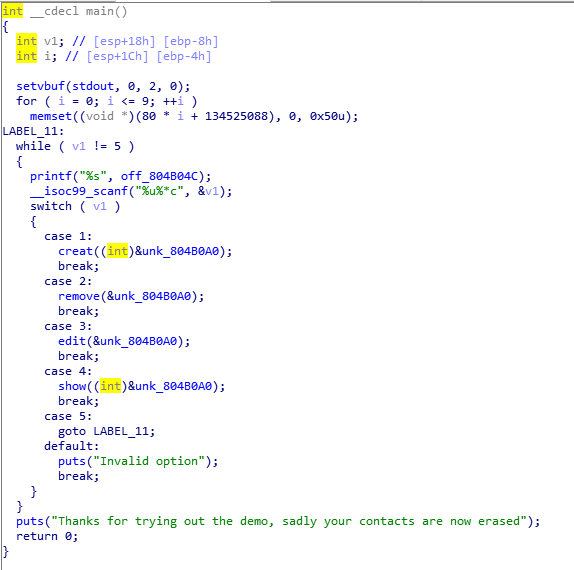 int __cdecl main()
{
  int v1; // [esp+18h] [ebp-8h]
  int i; // [esp+1Ch] [ebp-4h]

  setvbuf(stdout, 0, 2, 0);
  for ( i = 0; i <= 9; ++i )
    memset((void *)(80 * i + 134525088), 0, 0x50u);
LABEL_11:
  while ( v1 != 5 )
  {
    printf("%s", off_804B04C);
    __isoc99_scanf("%u%*c", &v1);
    switch ( v1 )
    {
      case 1:
        creat((int)&unk_804B0A0);
        break;
      case 2:
        remove(&unk_804B0A0);
        break;
      case 3:
        edit(&unk_804B0A0);
        break;
      case 4:
        show((int)&unk_804B0A0);
        break;
      case 5:
        goto LABEL_11;
      default:
        puts("Invalid option");
        break;
    }
  }
  puts("Thanks for trying out the demo, sadly your contacts are now erased");
  return 0;
}